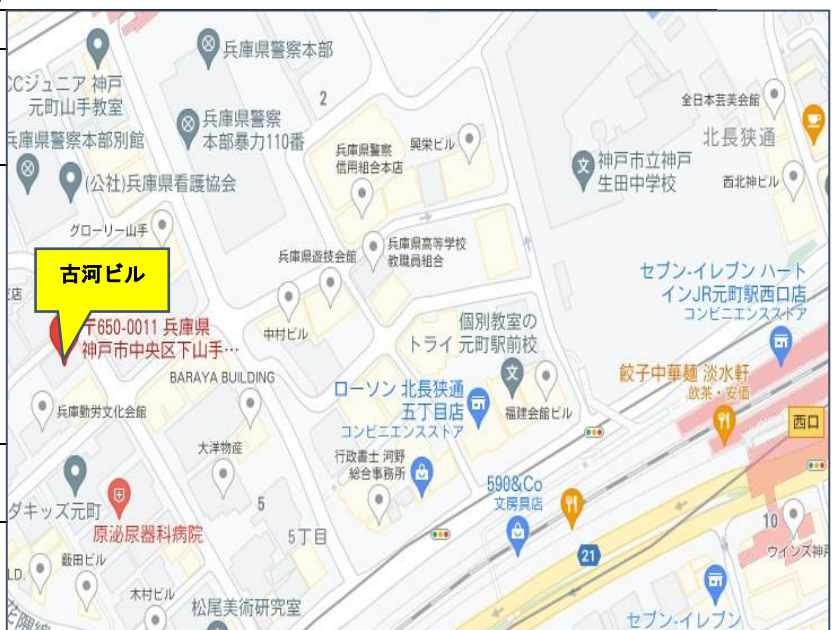 兵庫県警察本部
CCジュニア 神戸
元町山手教室
2
兵庫県警察
本部暴力110番
全日本芸美会館
北長狭通
兵庫県警察本部別館
兵庫県警察
信用組合本店
興栄ビル
神戸市立神戸
生田中学校
西北神ビル
(公社)兵庫県看護協会
グローリー山手
兵庫県遊技会館
兵庫県高等学校
教職員組合
古河ビル
支店
セブン-イレブン ハート
インJR元町駅西口店
コンビニエンスストア
〒650-0011 兵庫県
神戸市中央区下山手…
中村ビル
個別教室の
トライ 元町駅前校
BARAYA BUILDING
ローソン 北長狭通
五丁目店
コンビニエンスストア
餃子中華麺 淡水軒
飲茶・安価
兵庫勤労文化会館
福建会館ビル
西口
大洋物産
行政書士 河野
総合事務所
590&Co
文房具店
ダキッズ元町
原泌尿器科病院
5
5丁目
21
10
ウインズ神戸
藪田ビル
LD.
木村ビル
松尾美術研究室
セブン-イレブン